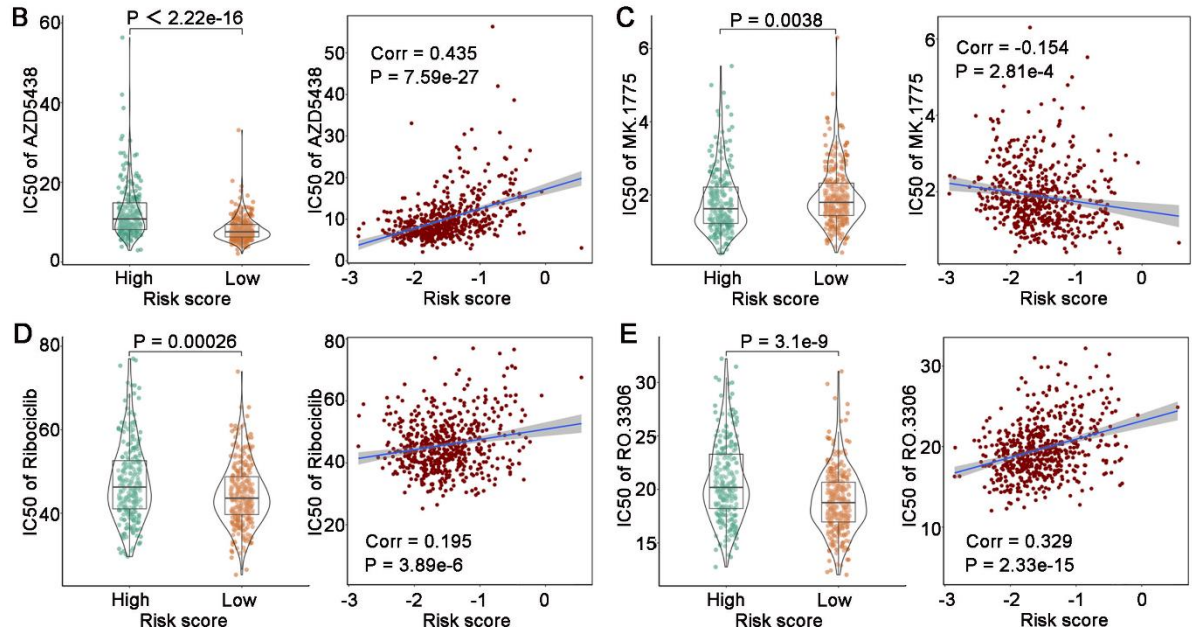 B
P < 2.22e-16
IC50 of AZD5438
60
40
20
0
High
Low
Risk score
Corr = 0.435
P = 7.59e-27
IC50 of AZD5438
50
40
30
20
10
0
-3
-2
-1
0
Risk score
C
P = 0.0038
IC50 of MK.1775
6
4
2
High
Low
Risk score
Corr = -0.154
P = 2.81e-4
IC50 of MK.1775
6
4
2
-3
-2
-1
0
Risk score
D
P = 0.00026
IC50 of Ribociclib
80
60
40
High
Low
Risk score
Corr = 0.195
P = 3.89e-6
IC50 of Ribociclib
80
60
40
20
-3
-2
-1
0
Risk score
E
P = 3.1e-9
IC50 of RO.3306
30
25
20
15
High
Low
Risk score
Corr = 0.329
P = 2.33e-15
IC50 of RO.3306
30
20
10
-3
-2
-1
0
Risk score